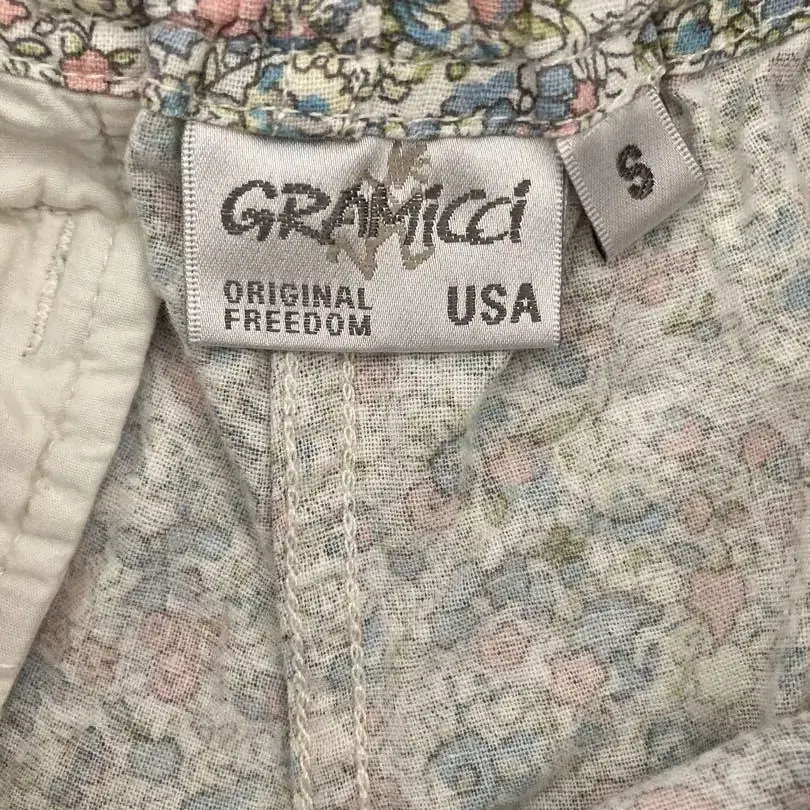 GRAMiCCi
ORIGINAL
FREEDOM
USA
S